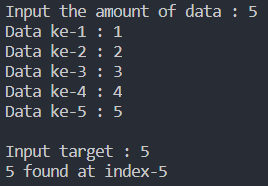 Input the amount of data : 5
Data ke-1 : 1
Data ke-2 : 2
Data ke-3 : 3
Data ke-4 : 4
Data ke-5 : 5
Input target : 5
5 found at index-5